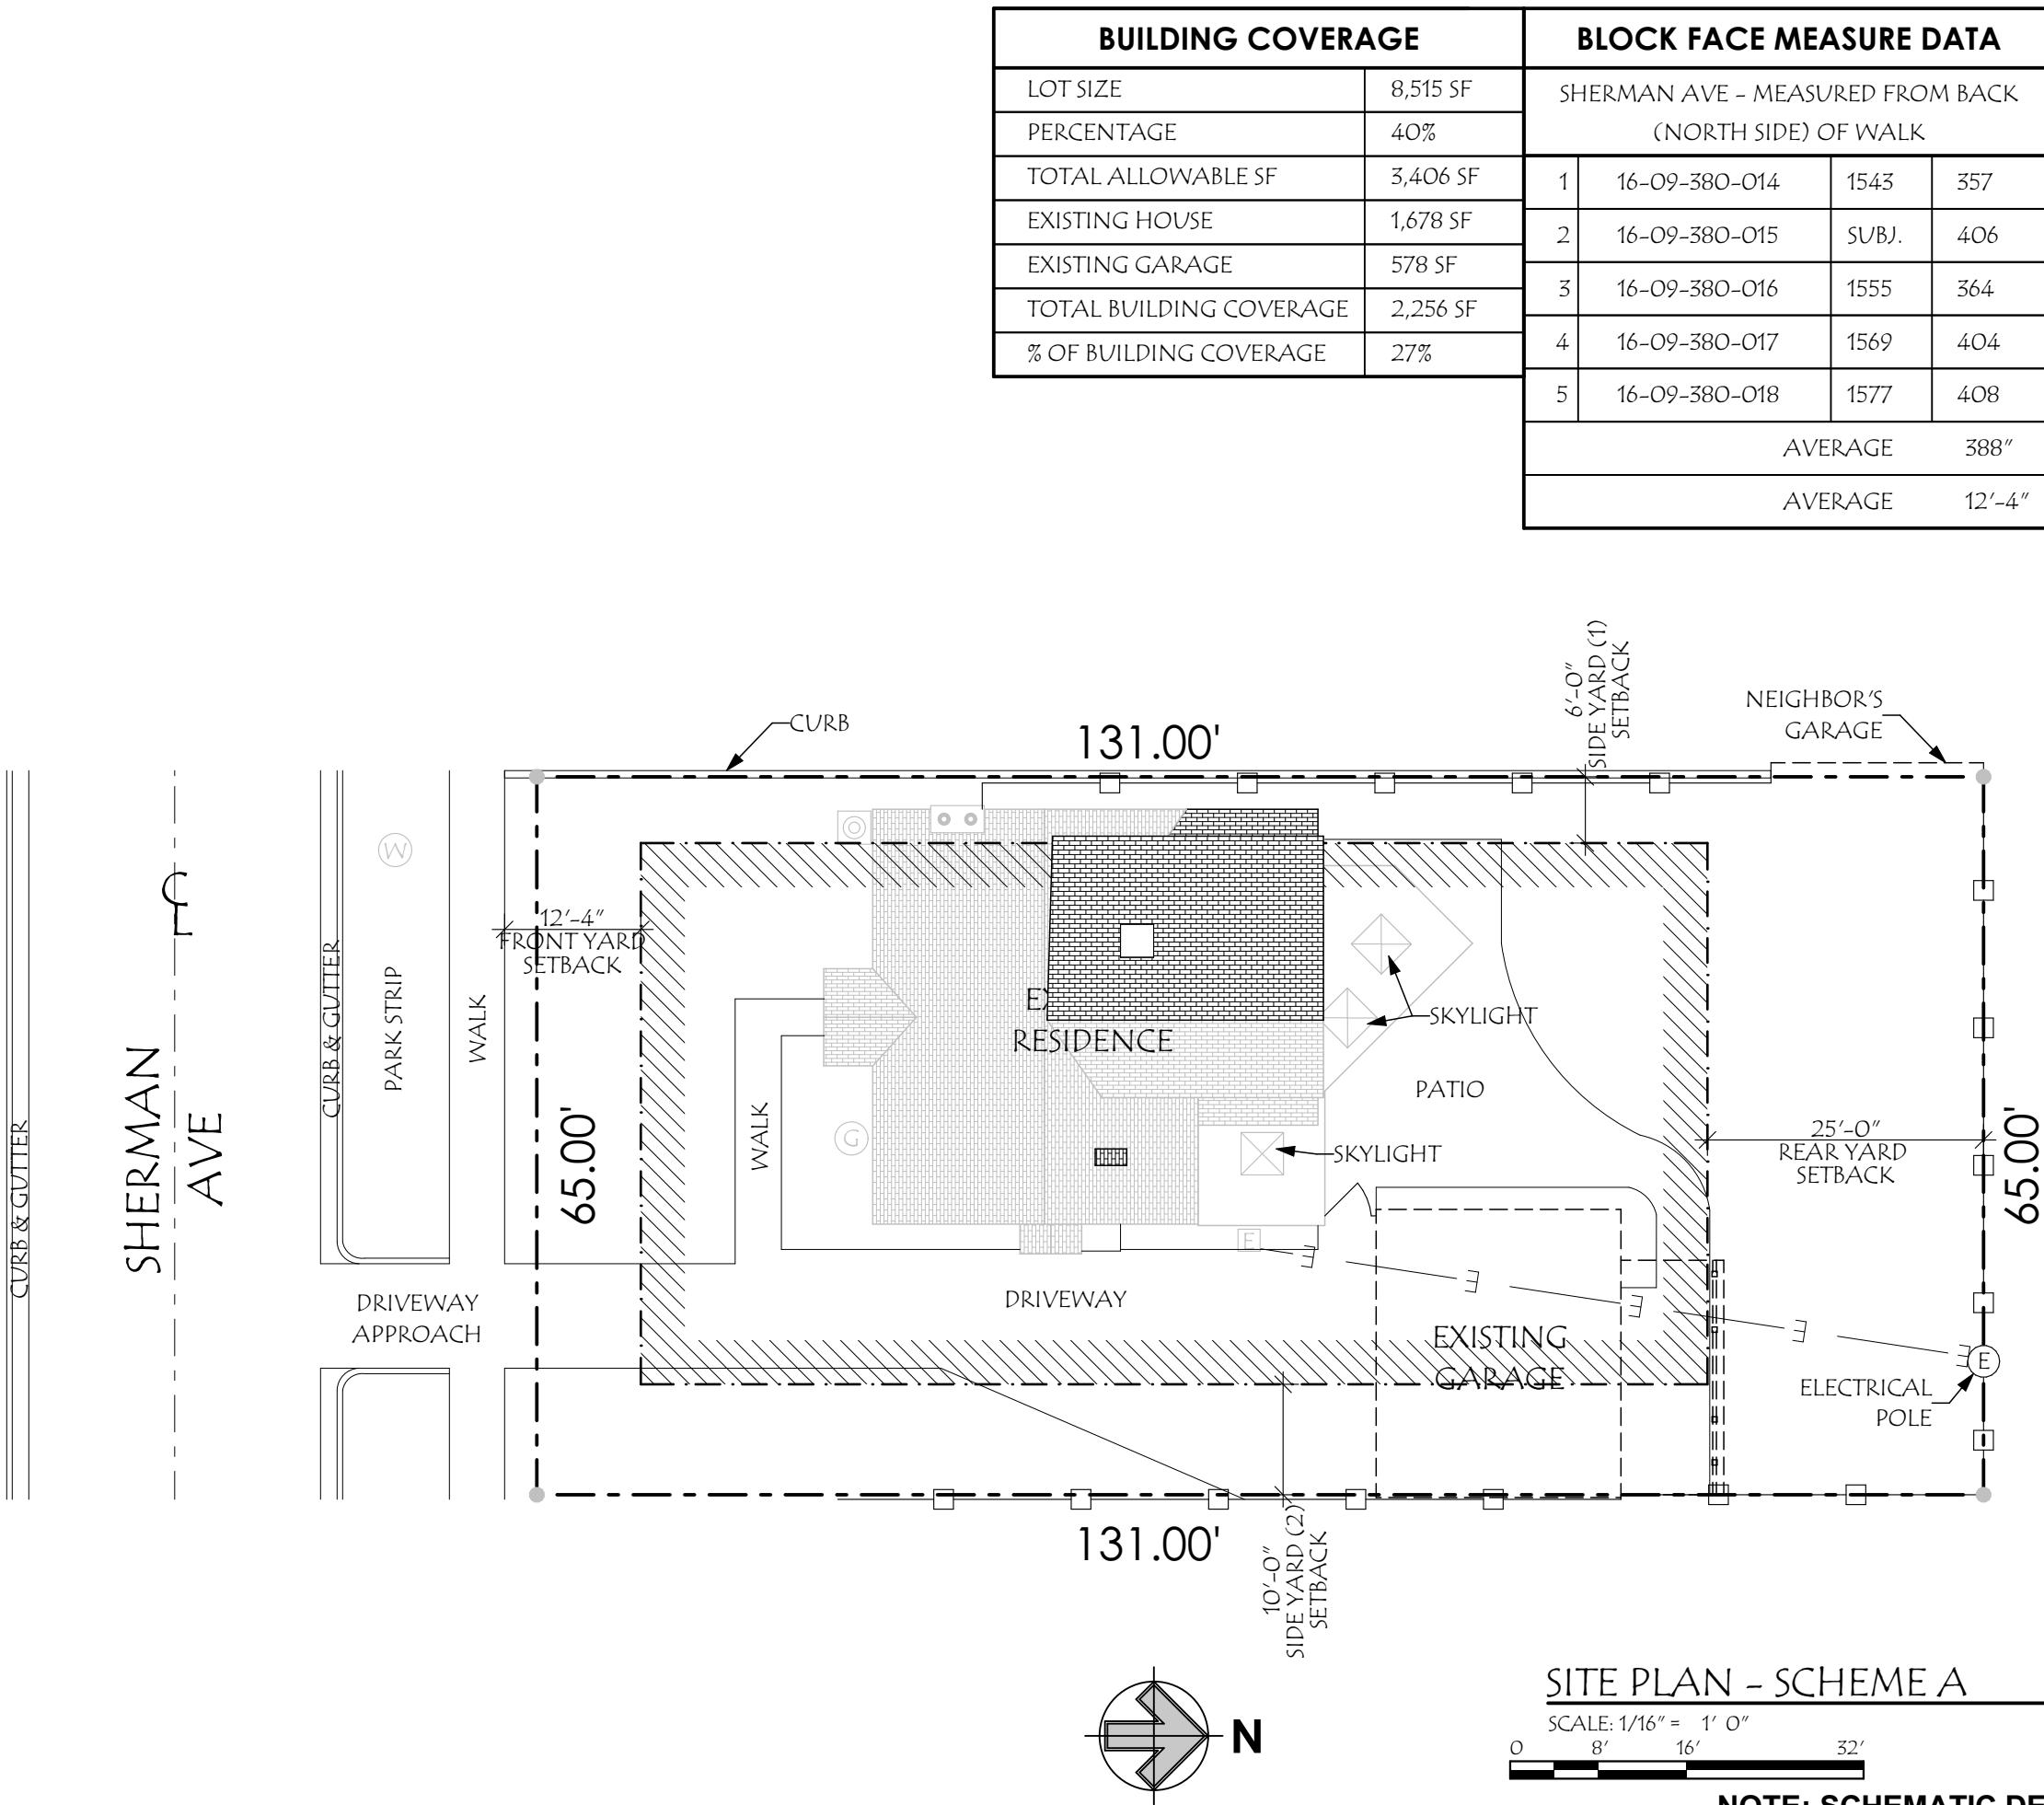 BUILDING COVERAGE
LOT SIZE 8,515 SF
PERCENTAGE 40%
TOTAL ALLOWABLE SF 3,406 SF
EXISTING HOUSE 1,678 SF
EXISTING GARAGE 578 SF
TOTAL BUILDING COVERAGE 2,256 SF
% OF BUILDING COVERAGE 27%
BLOCK FACE MEASURE DATA
SHERMAN AVE - MEASURED FROM BACK
(NORTH SIDE) OF WALK
1 16-09-380-014 1543 357
2 16-09-380-015 SUBJ. 406
3 16-09-380-016 1555 364
4 16-09-380-017 1569 404
5 16-09-380-018 1577 408
AVERAGE 388"
AVERAGE 12'-4"
6'-0"
SIDE YARD (1)
SETBACK
NEIGHBOR'S
GARAGE
CURB
131.00'
W
CL
12'-4"
FRONT YARD
SETBACK
CURB & GUTTER
SHERMAN
AVE
CURB & GUTTER
PARK STRIP
WALK
65.00'
WALK
G
RESIDENCE
SKYLIGHT
PATIO
SKYLIGHT
25'-0"
REAR YARD
SETBACK
65.00'
E
E
E
E
E
E
E
DRIVEWAY
APPROACH
DRIVEWAY
EXISTING
GARAGE
ELECTRICAL
POLE
131.00'
10'-0"
SIDE YARD (2)
SETBACK
N
SITE PLAN - SCHEME A
SCALE: 1/16" = 1' 0"
0 8' 16' 32'
NOTE: SCHEMATIC DE